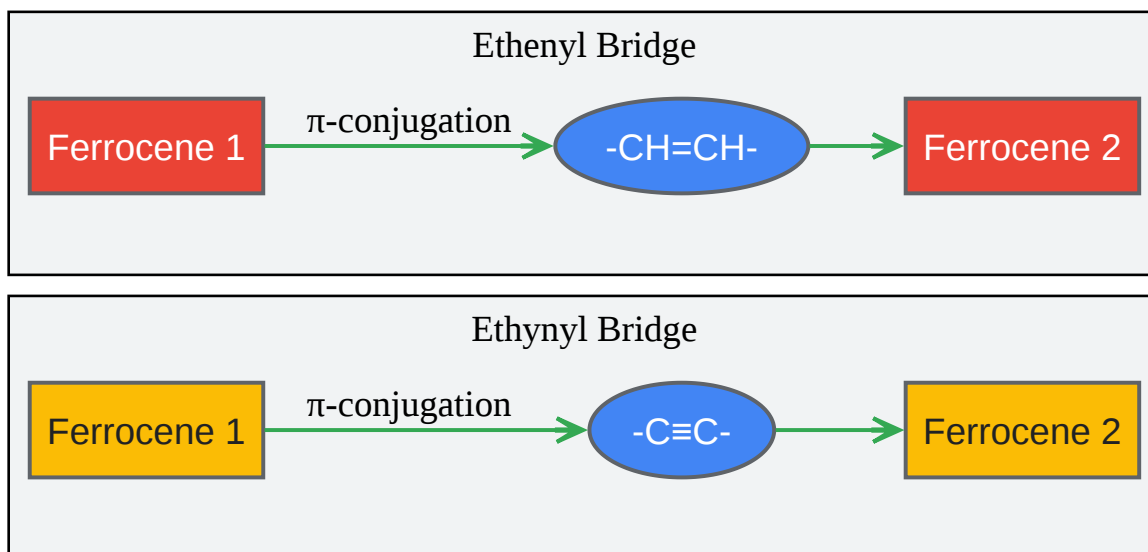 Ethenyl Bridge
Ferrocene 1
π-conjugation
-CH=CH-
Ferrocene 2
Ethynyl Bridge
Ferrocene 1
π-conjugation
-C≡C-
Ferrocene 2